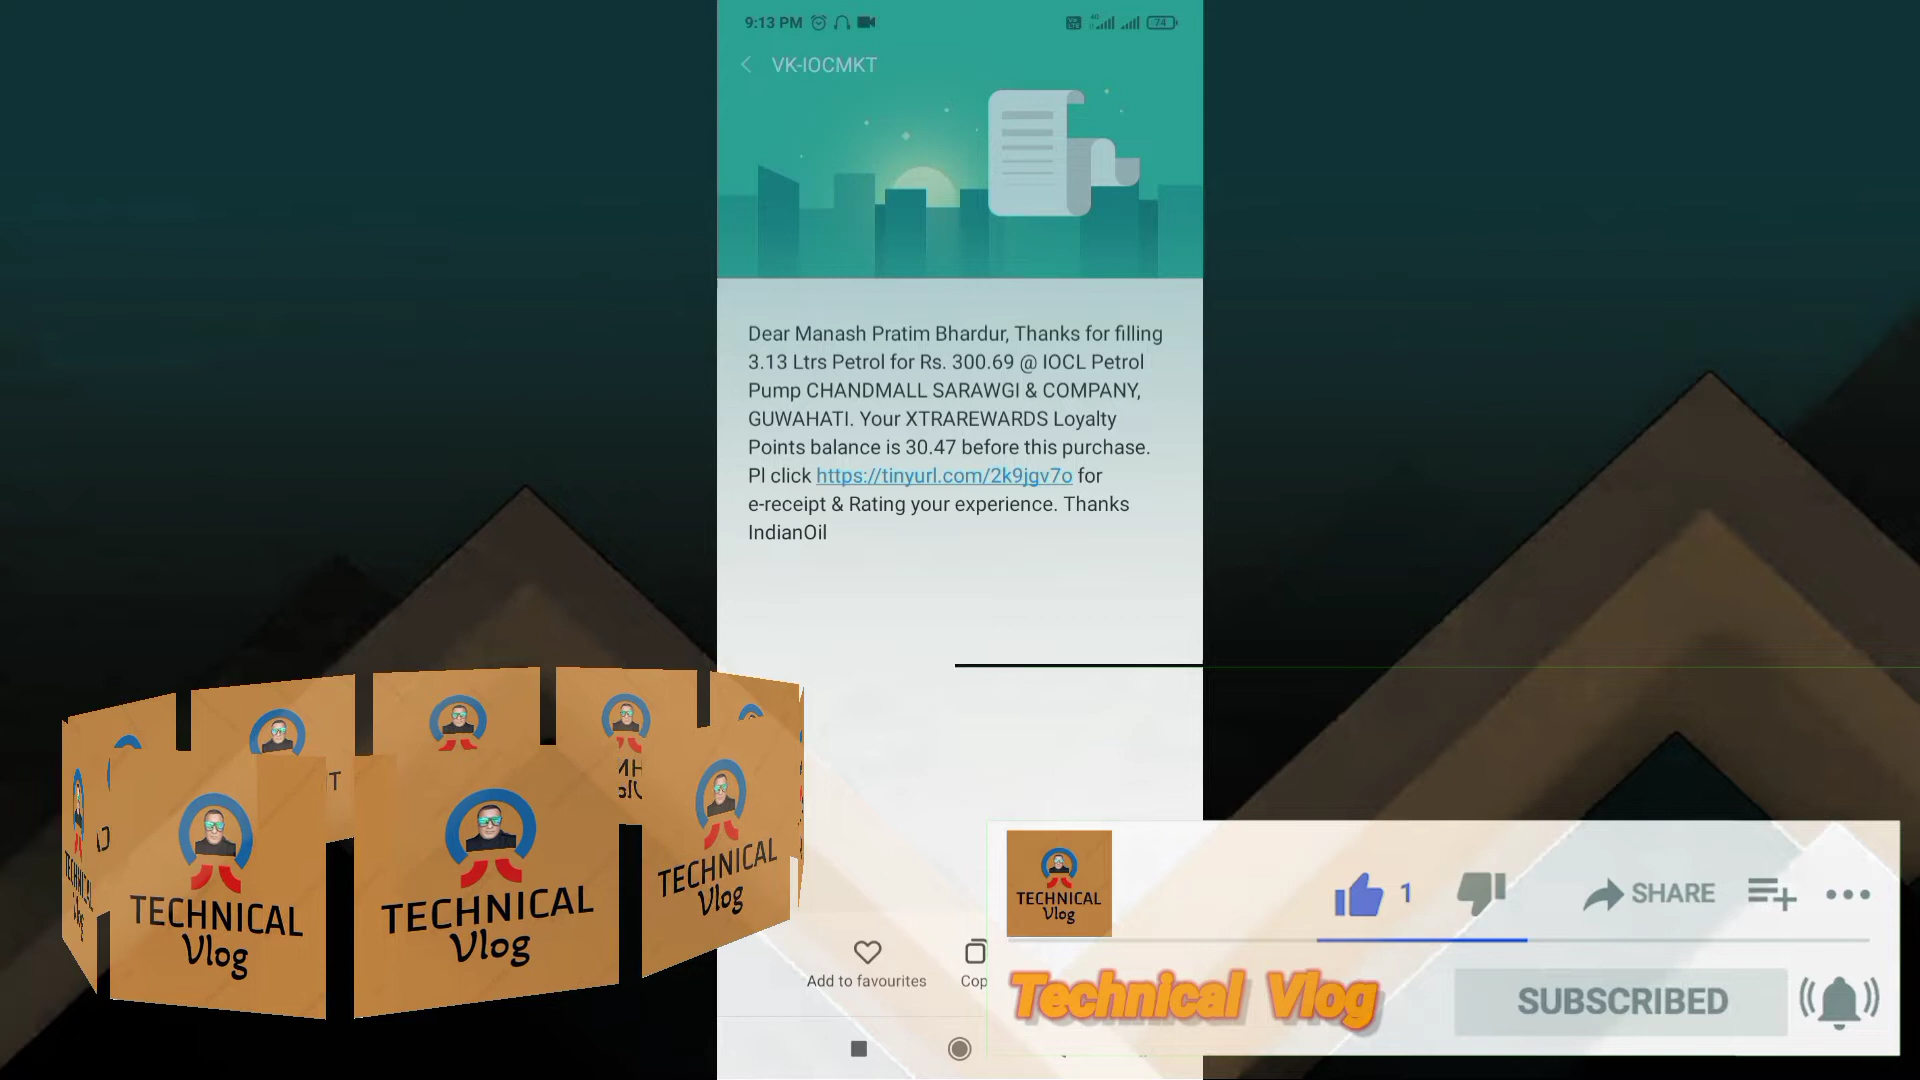 9:13 PM
74
VK-IOCMKT
Dear Manash Pratim Bhardur, Thanks for filling
3.13 Ltrs Petrol for Rs. 300.69 @ IOCL Petrol
Pump CHANDMALL SARAWGI & COMPANY,
GUWAHATI. Your XTRAREWARDS Loyalty
Points balance is 30.47 before this purchase.
Pl click https://tinyurl.com/2k9jgv7o for
e-receipt & Rating your experience. Thanks
IndianOil
TECHNICAL
Vlog
TECHNICAL
Vlog
TECHNICAL
Vlog
TECHNICAL
Add to favourites
Cop
TECHNICAL
Vlog
1
SHARE
Technical Vlog
SUBSCRIBED